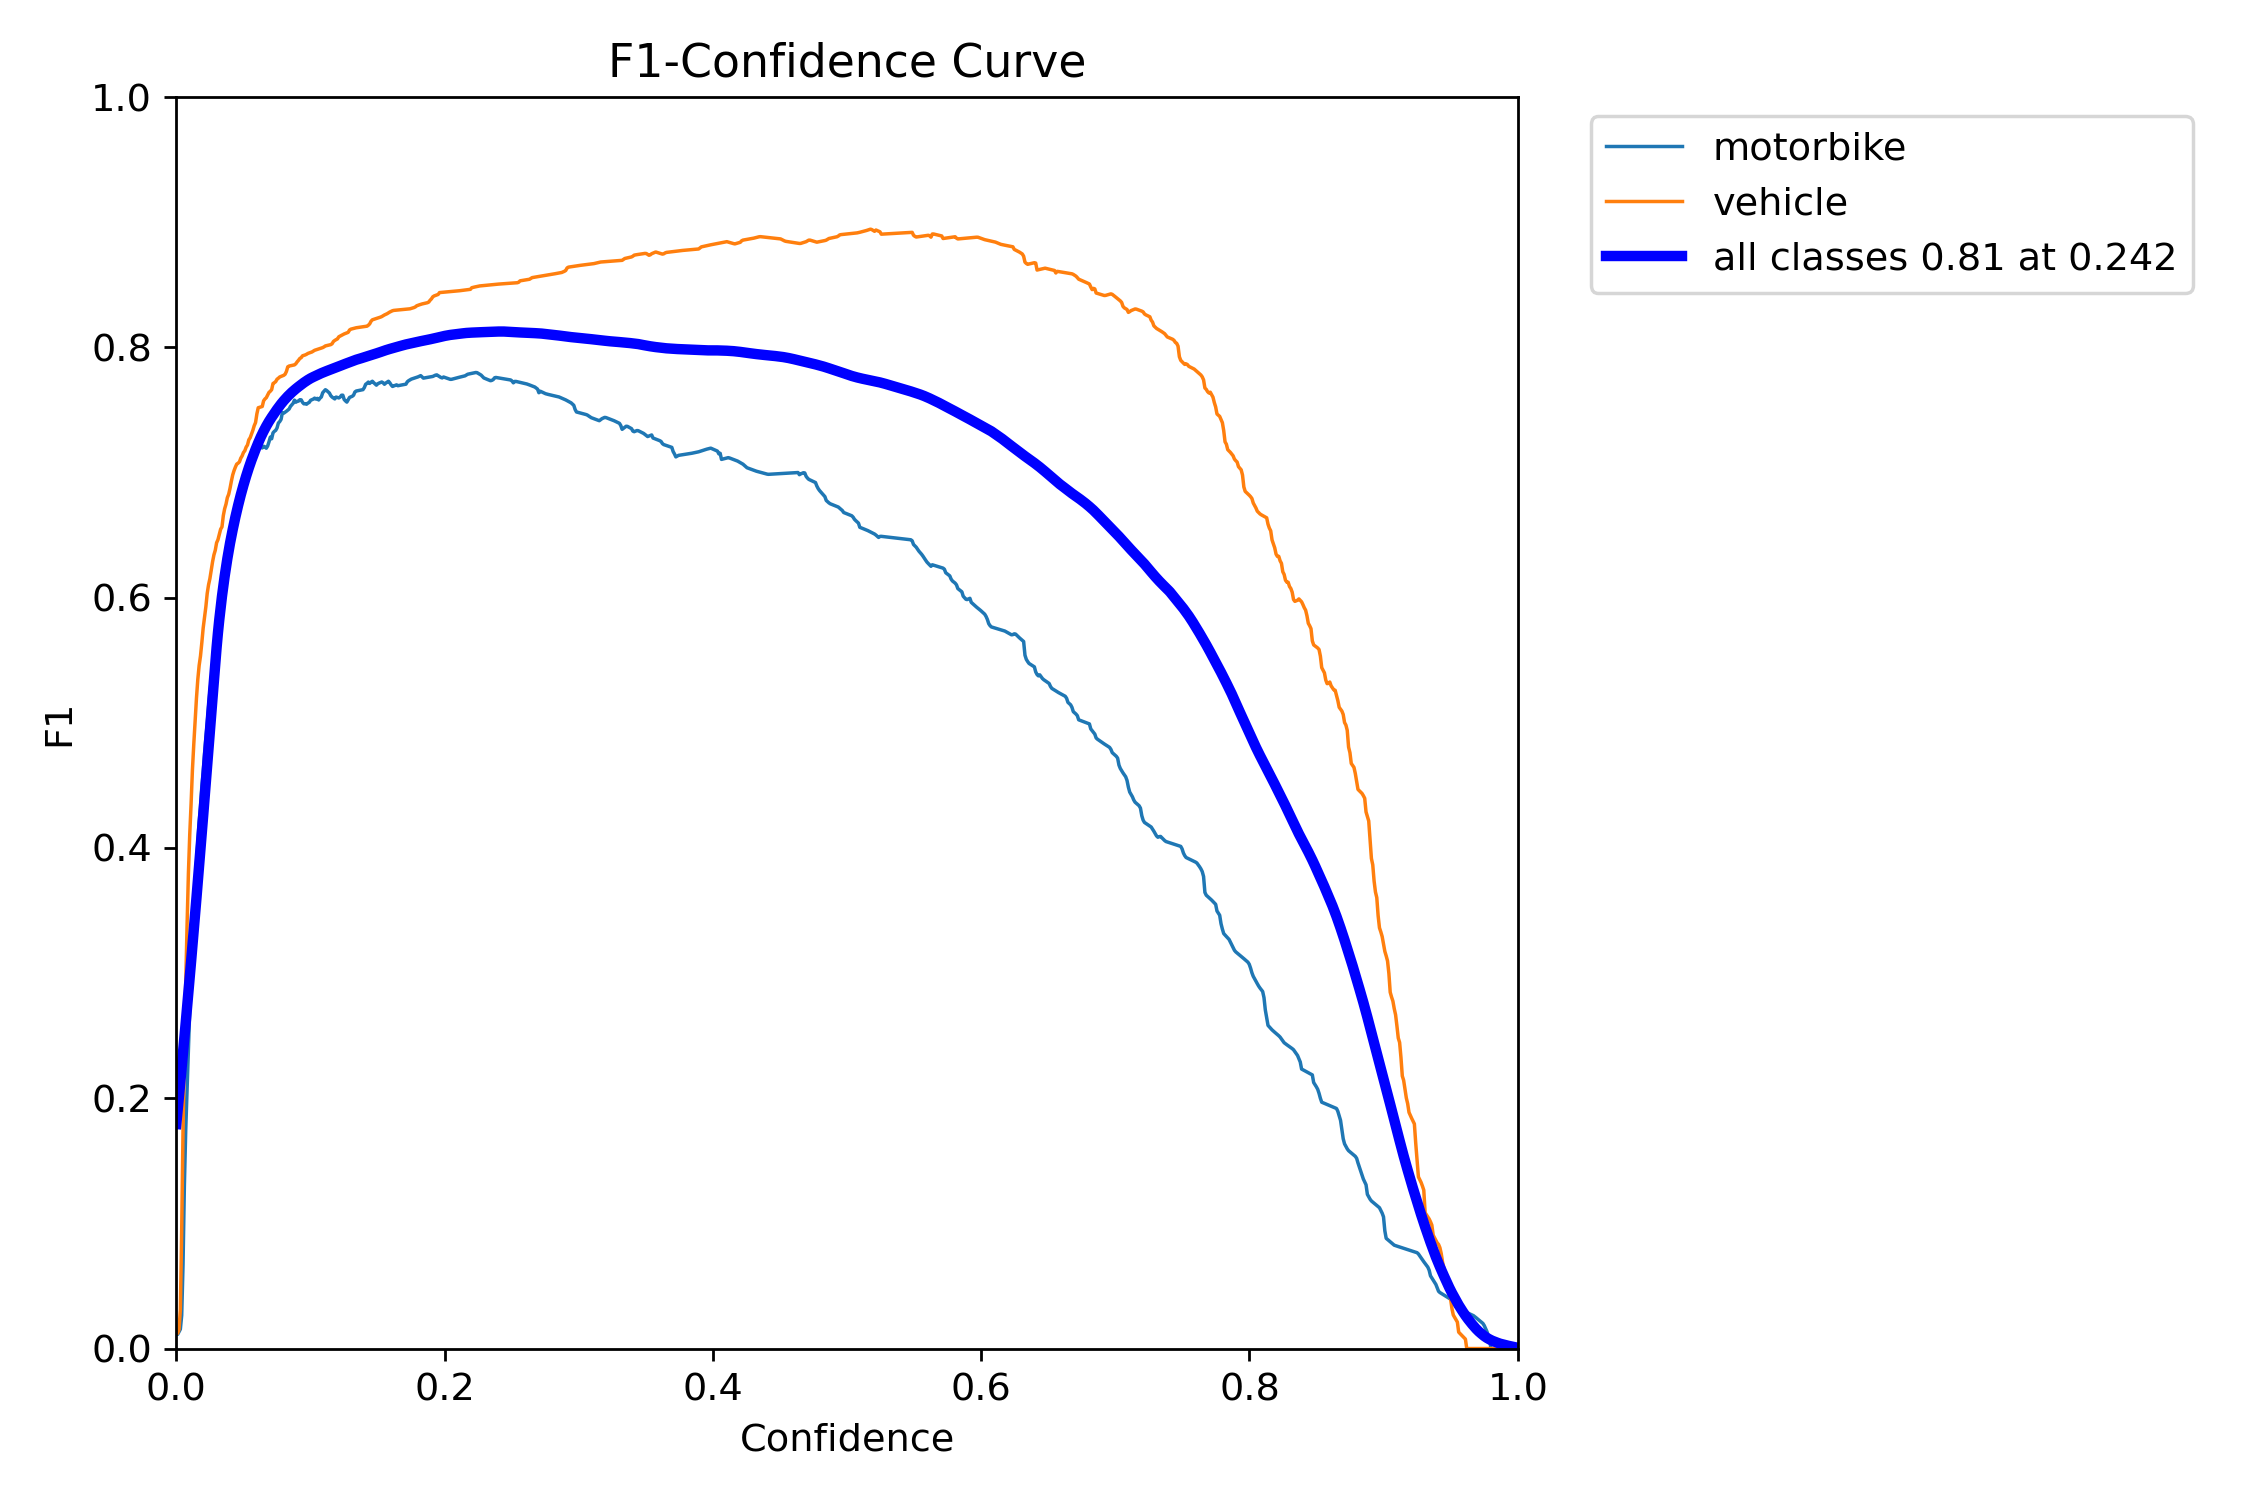 F1-Confidence Curve
1.0
0.8
0.6
0.4
0.2
0.0
F1
0.0 0.2 0.4 0.6 0.8 1.0
Confidence
motorbike
vehicle
all classes 0.81 at 0.242